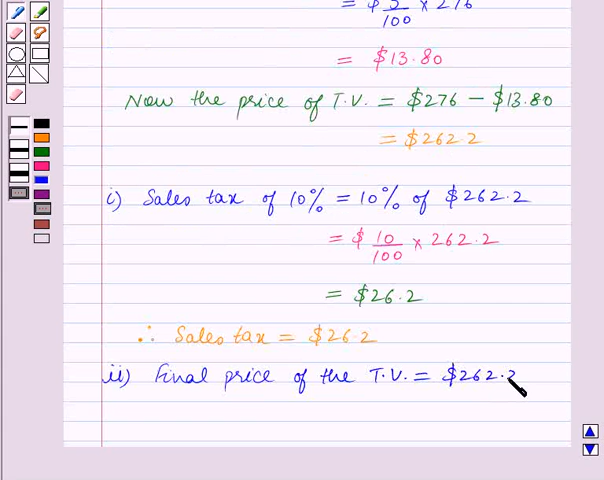 = $ 5/100 × 276
= $13.80
Now the price of T.V. = $276 - $13.80
= $262.2
i) Sales tax of 10% = 10% of $262.2
= $ 10/100 × 262.2
= $26.2
∴ Sales tax = $26.2
ii) Final price of the T.V. = $262.2